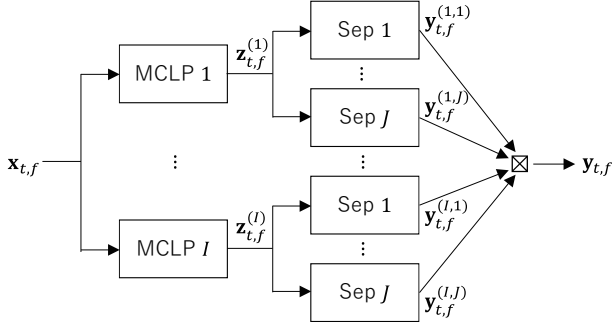 Sep 1
𝐲_{t,f}^{(1,1)}
𝐳_{t,f}^{(1)}
MCLP 1
⋮
Sep J
𝐲_{t,f}^{(1,J)}
𝐱_{t,f}
⋮
⋮
𝐲_{t,f}
Sep 1
𝐲_{t,f}^{(I,1)}
𝐳_{t,f}^{(I)}
MCLP I
⋮
Sep J
𝐲_{t,f}^{(I,J)}